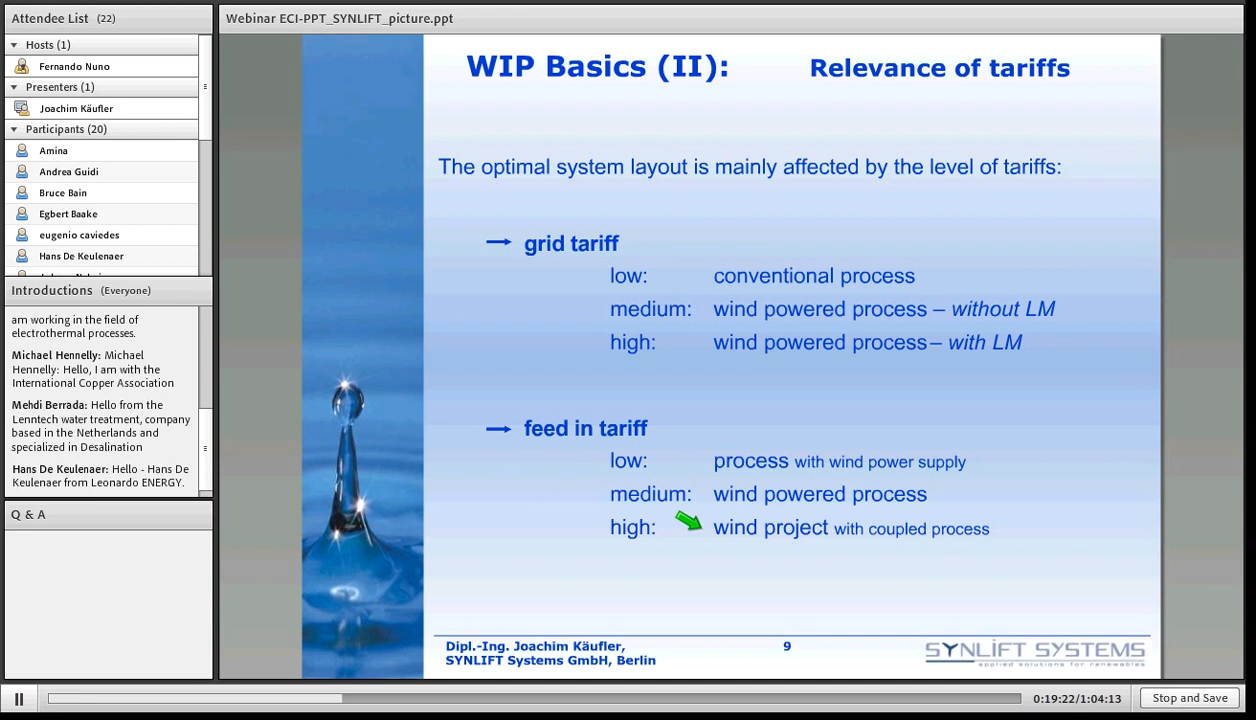 Attendee List (22)
Hosts (1)
Fernando Nuno
Presenters (1)
Joachim Käufler
Participants (20)
Amina
Andrea Guidi
Bruce Bain
Egbert Baake
eugenio caviedes
Hans De Keulenaer
Introductions (Everyone)
am working in the field of
electrothermal processes.
Michael Hennelly: Michael
Hennelly: Hello, I am with the
International Copper Association
Mehdi Berrada: Hello from the
Lenntech water treatment, company
based in the Netherlands and
specialized in Desalination
Hans De Keulenaer: Hello - Hans De
Keulenaer from Leonardo ENERGY.
Q & A
Webinar ECI-PPT_SYNLIFT_picture.ppt
WIP Basics (II): Relevance of tariffs
The optimal system layout is mainly affected by the level of tariffs:
→ grid tariff
low: conventional process
medium: wind powered process – without LM
high: wind powered process – with LM
→ feed in tariff
low: process with wind power supply
medium: wind powered process
high: wind project with coupled process
Dipl.-Ing. Joachim Käufler,
SYNLIFT Systems GmbH, Berlin
9
SYNLIFT SYSTEMS
applied solutions for renewables
0:19:22/1:04:13
Stop and Save